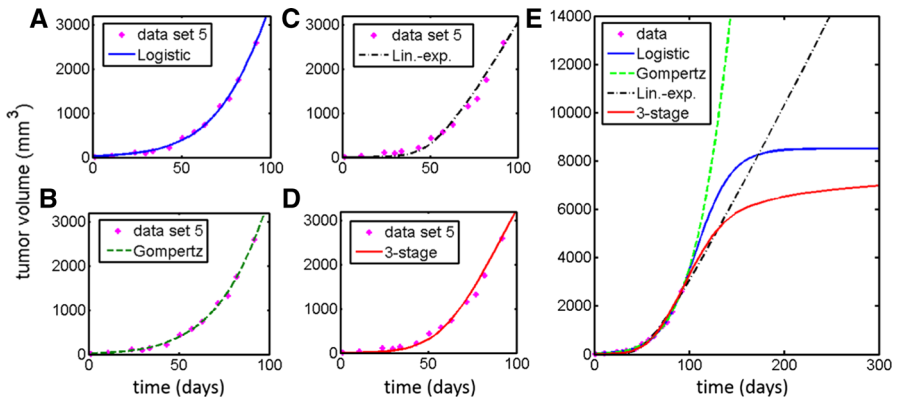 A
3000
2000
1000
0
0
50
100
data set 5
Logistic
B
3000
2000
1000
0
0
50
100
data set 5
Gompertz
time (days)
tumor volume (mm3)
C
3000
2000
1000
0
0
50
100
data set 5
Lin.-exp.
D
3000
2000
1000
0
0
50
100
data set 5
3-stage
time (days)
E
14000
12000
10000
8000
6000
4000
2000
0
0
100
200
300
data
Logistic
Gompertz
Lin.-exp.
3-stage
time (days)